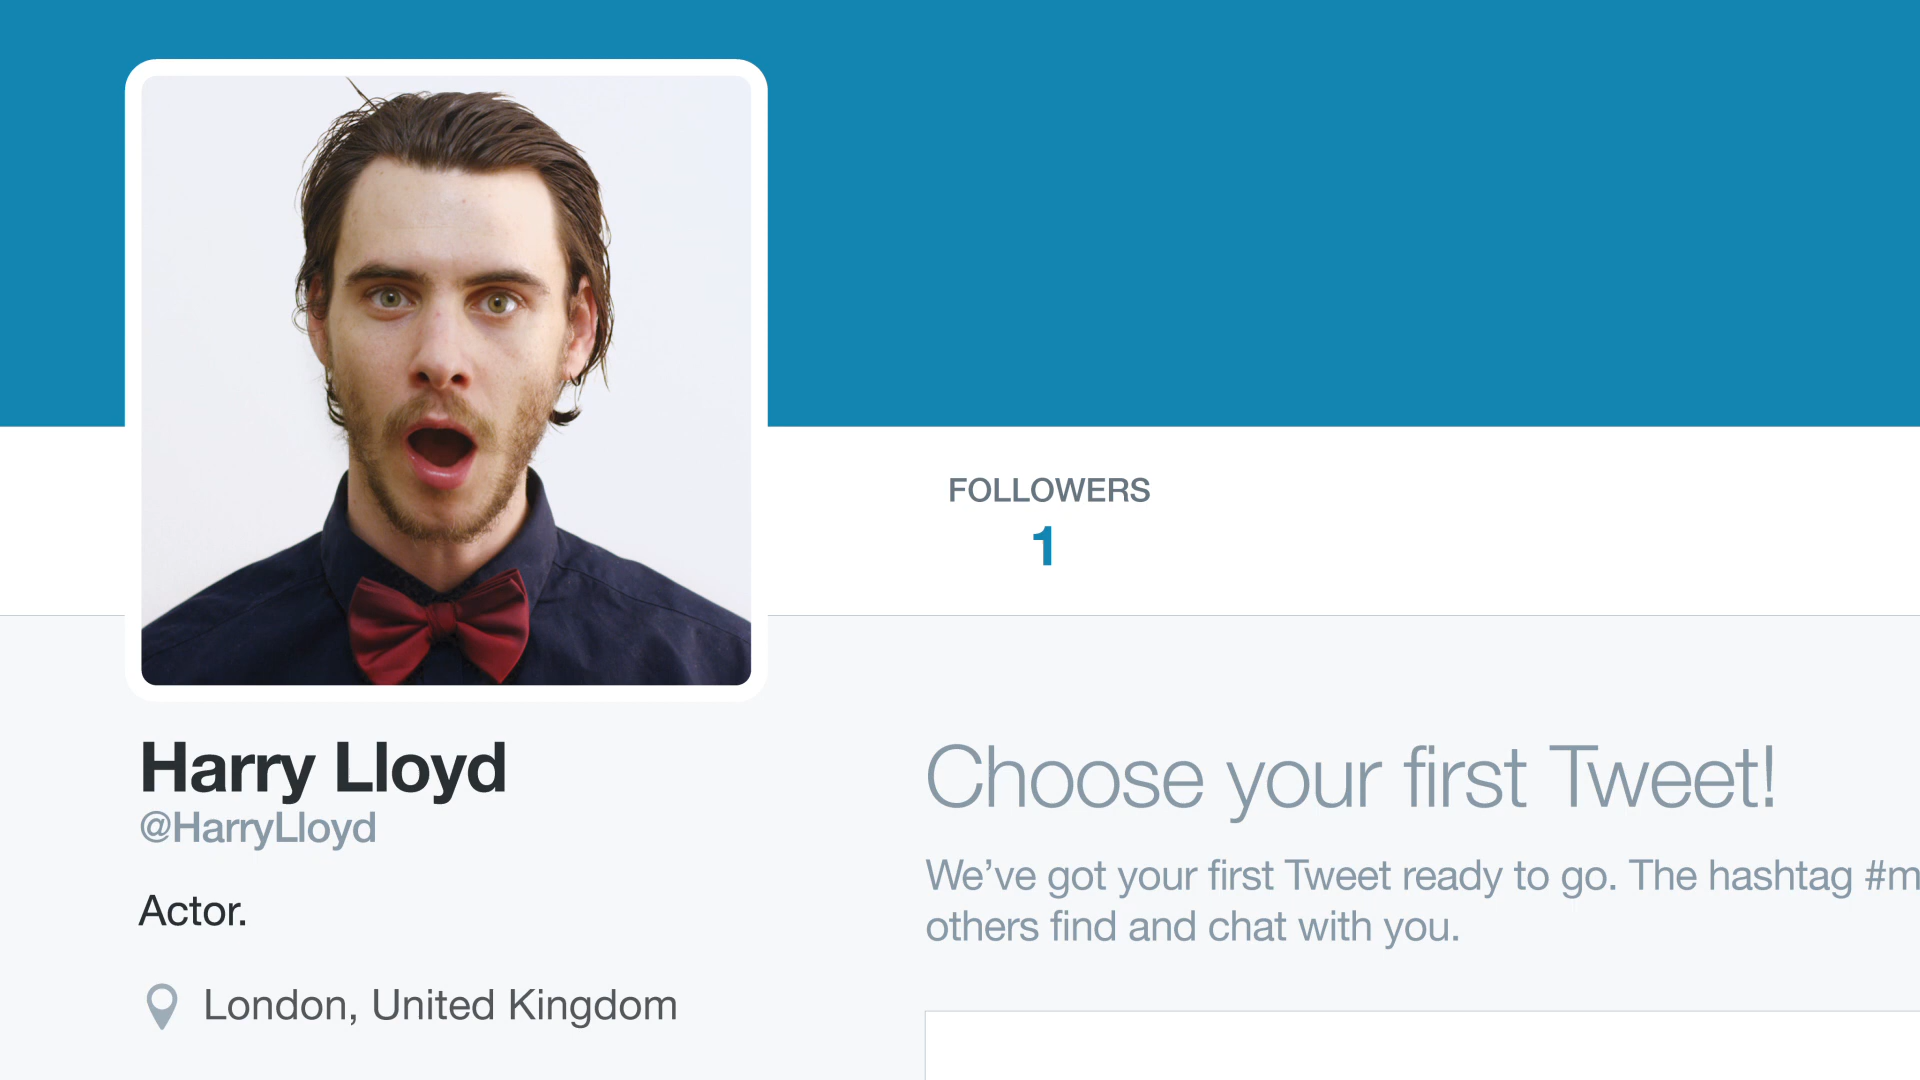 FOLLOWERS
1
Harry Lloyd
@HarryLloyd
Actor.
London, United Kingdom
Choose your first Tweet!
We’ve got your first Tweet ready to go. The hashtag #m
others find and chat with you.